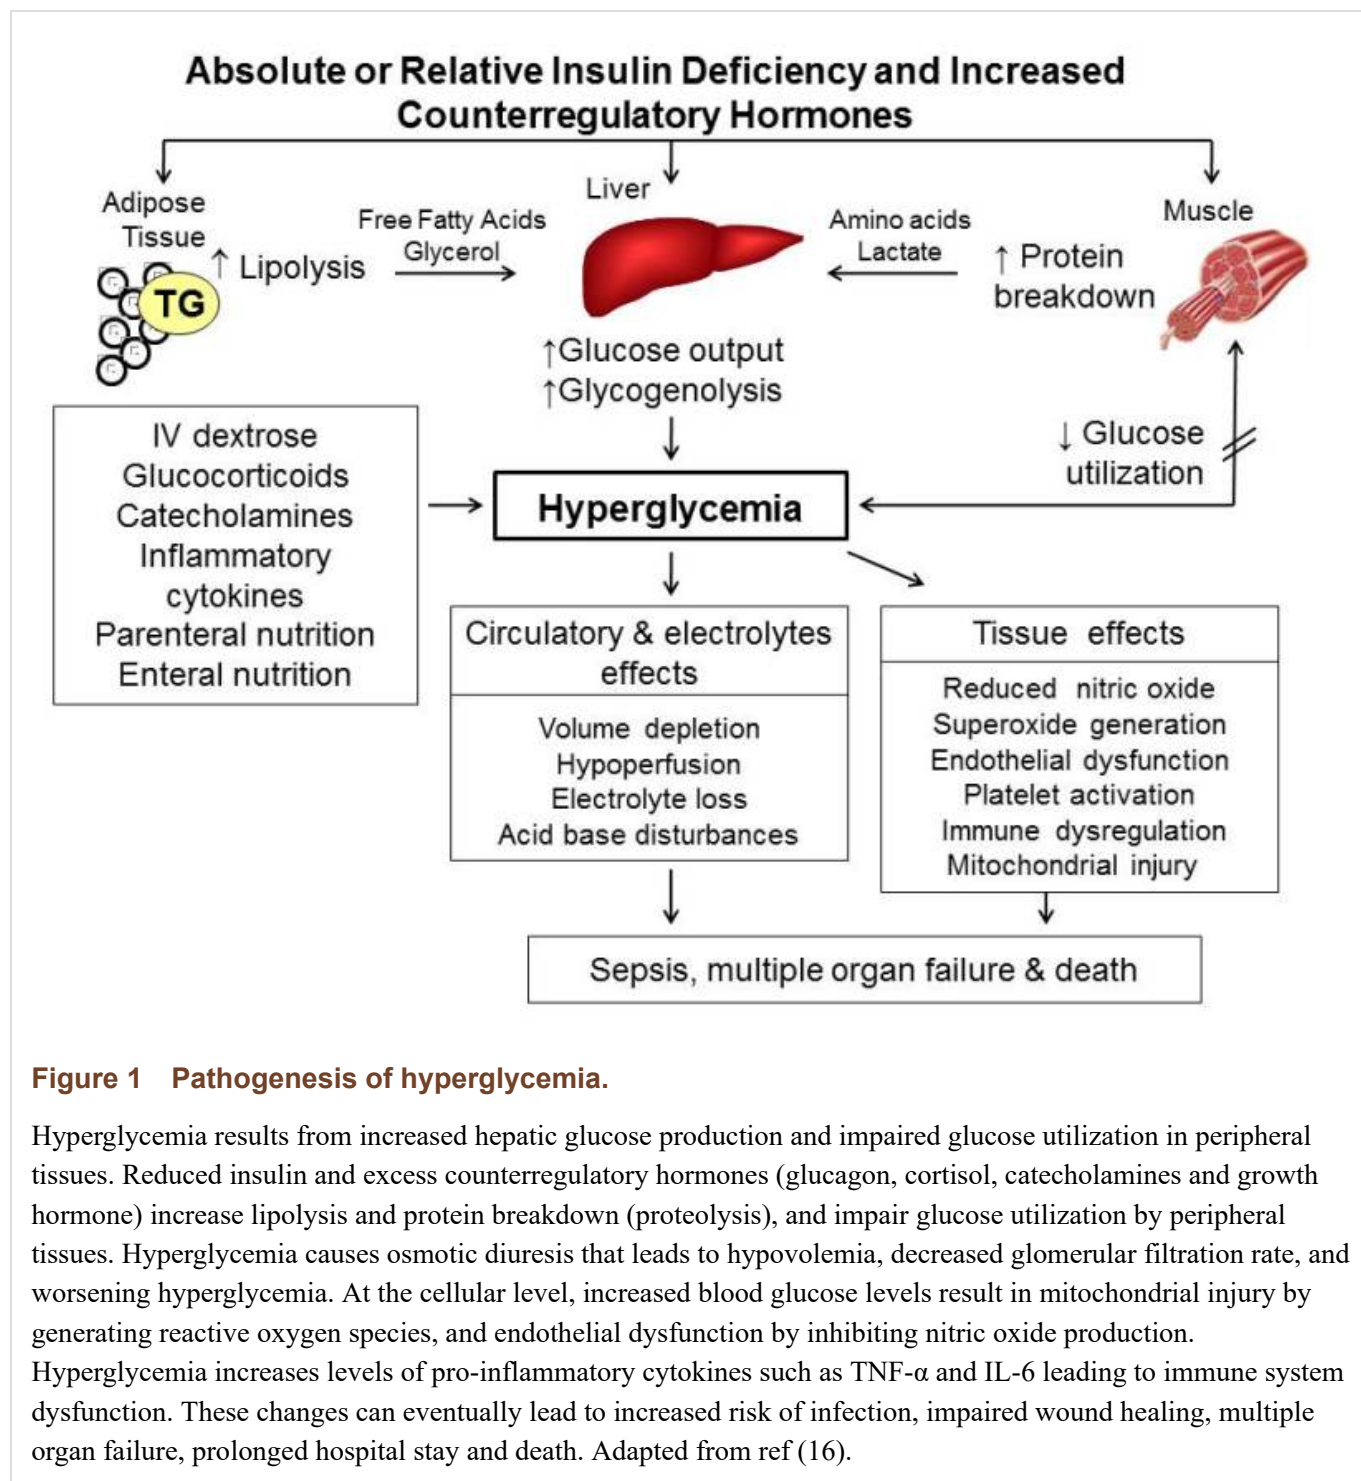 Absolute or Relative Insulin Deficiency and Increased
Counterregulatory Hormones
Adipose
Tissue
↑ Lipolysis
TG
Free Fatty Acids
Glycerol
Liver
Amino acids
Lactate
↑ Protein
breakdown
Muscle
↑Glucose output
↑Glycogenolysis
↓ Glucose
utilization
IV dextrose
Glucocorticoids
Catecholamines
Inflammatory
cytokines
Parenteral nutrition
Enteral nutrition
Hyperglycemia
Circulatory & electrolytes
effects
Volume depletion
Hypoperfusion
Electrolyte loss
Acid base disturbances
Tissue effects
Reduced nitric oxide
Superoxide generation
Endothelial dysfunction
Platelet activation
Immune dysregulation
Mitochondrial injury
Sepsis, multiple organ failure & death
Figure 1 Pathogenesis of hyperglycemia.
Hyperglycemia results from increased hepatic glucose production and impaired glucose utilization in peripheral
tissues. Reduced insulin and excess counterregulatory hormones (glucagon, cortisol, catecholamines and growth
hormone) increase lipolysis and protein breakdown (proteolysis), and impair glucose utilization by peripheral
tissues. Hyperglycemia causes osmotic diuresis that leads to hypovolemia, decreased glomerular filtration rate, and
worsening hyperglycemia. At the cellular level, increased blood glucose levels result in mitochondrial injury by
generating reactive oxygen species, and endothelial dysfunction by inhibiting nitric oxide production.
Hyperglycemia increases levels of pro-inflammatory cytokines such as TNF-α and IL-6 leading to immune system
dysfunction. These changes can eventually lead to increased risk of infection, impaired wound healing, multiple
organ failure, prolonged hospital stay and death. Adapted from ref (16).